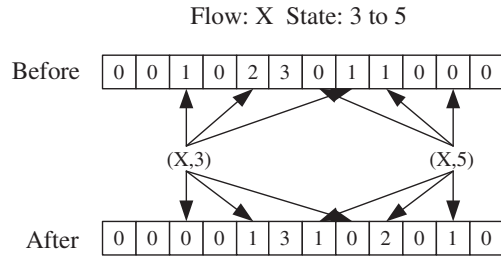 Flow: X State: 3 to 5
Before 0 0 1 0 2 3 0 1 1 0 0 0
(X,3) (X,5)
After 0 0 0 0 1 3 1 0 2 0 1 0